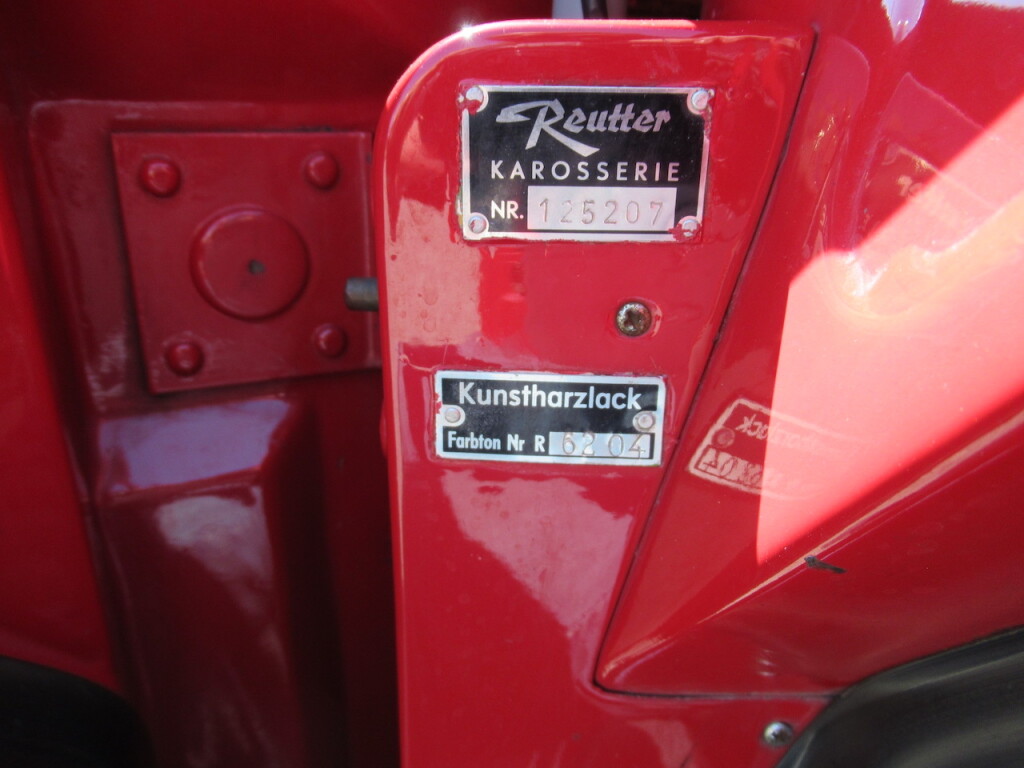 Reutter
KAROSSERIE
NR. 125207
Kunstharzlack
Farbton Nr R 6204